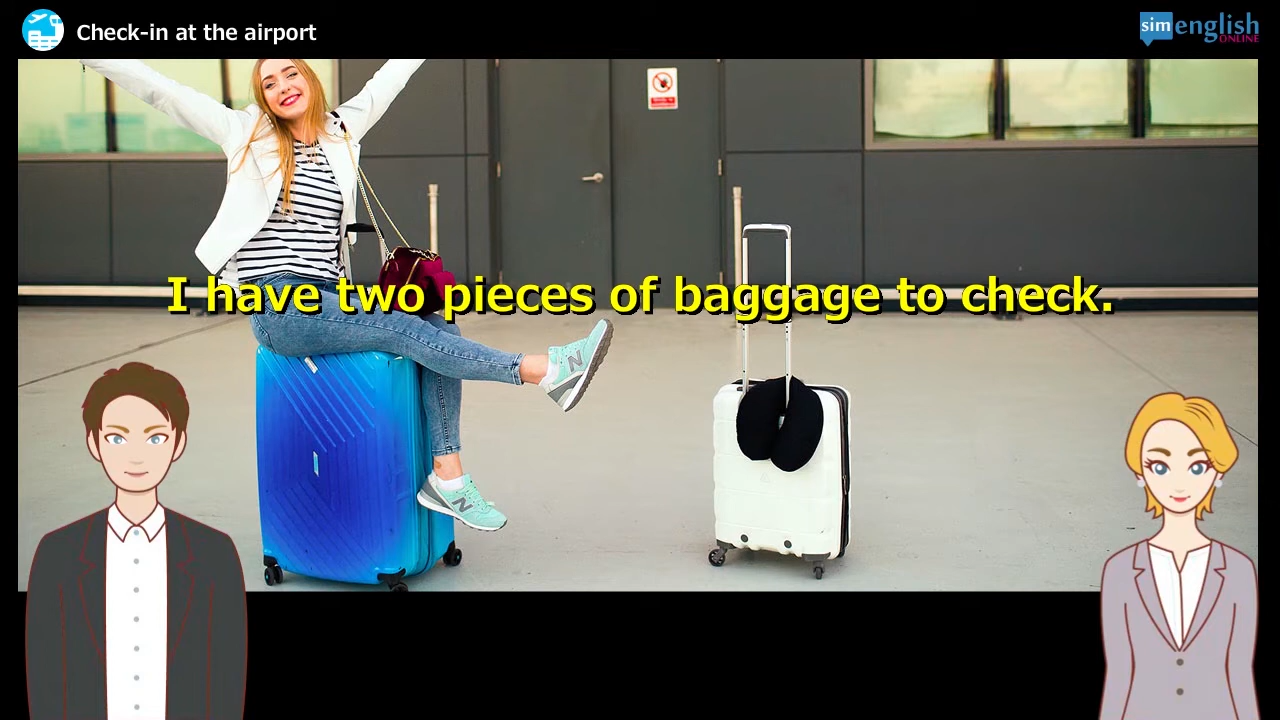 Check-in at the airport
sim english
ONLINE
I have two pieces of baggage to check.
N
N